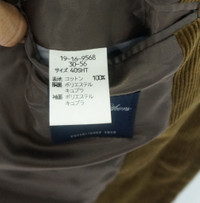 19-16-9568
30-56
サイズ 40SHT
表地 コットン 100%
胴裏 ポリエステル
キュプラ
袖裏 ポリエステル
キュプラ